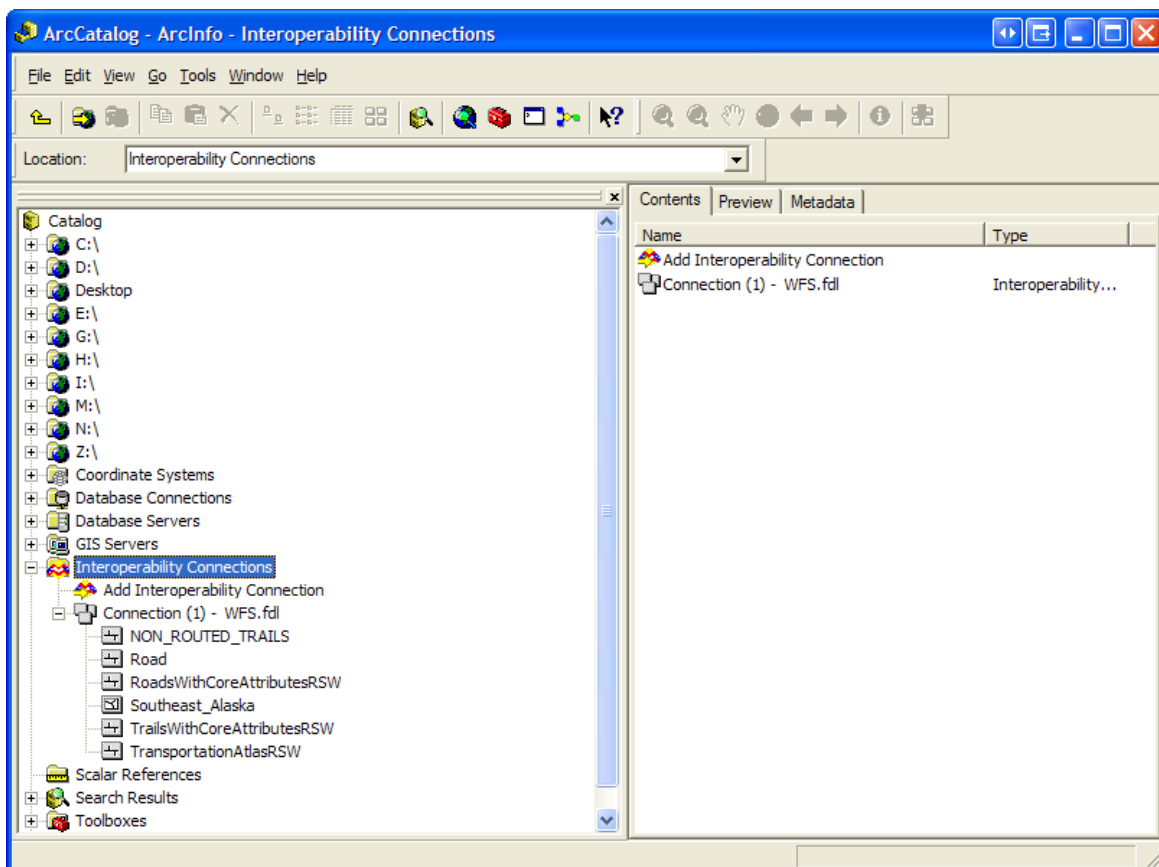 ArcCatalog - ArcInfo - Interoperability Connections
File Edit View Go Tools Window Help
Location: Interoperability Connections
Contents Preview Metadata
Name Type
Add Interoperability Connection
Connection (1) - WFS.fdl Interoperability...
Catalog
C:\
D:\
Desktop
E:\
G:\
H:\
I:\
M:\
N:\
Z:\
Coordinate Systems
Database Connections
Database Servers
GIS Servers
Interoperability Connections
Add Interoperability Connection
Connection (1) - WFS.fdl
NON_ROUTED_TRAILS
Road
RoadsWithCoreAttributesRSW
Southeast_Alaska
TrailsWithCoreAttributesRSW
TransportationAtlasRSW
Scalar References
Search Results
Toolboxes